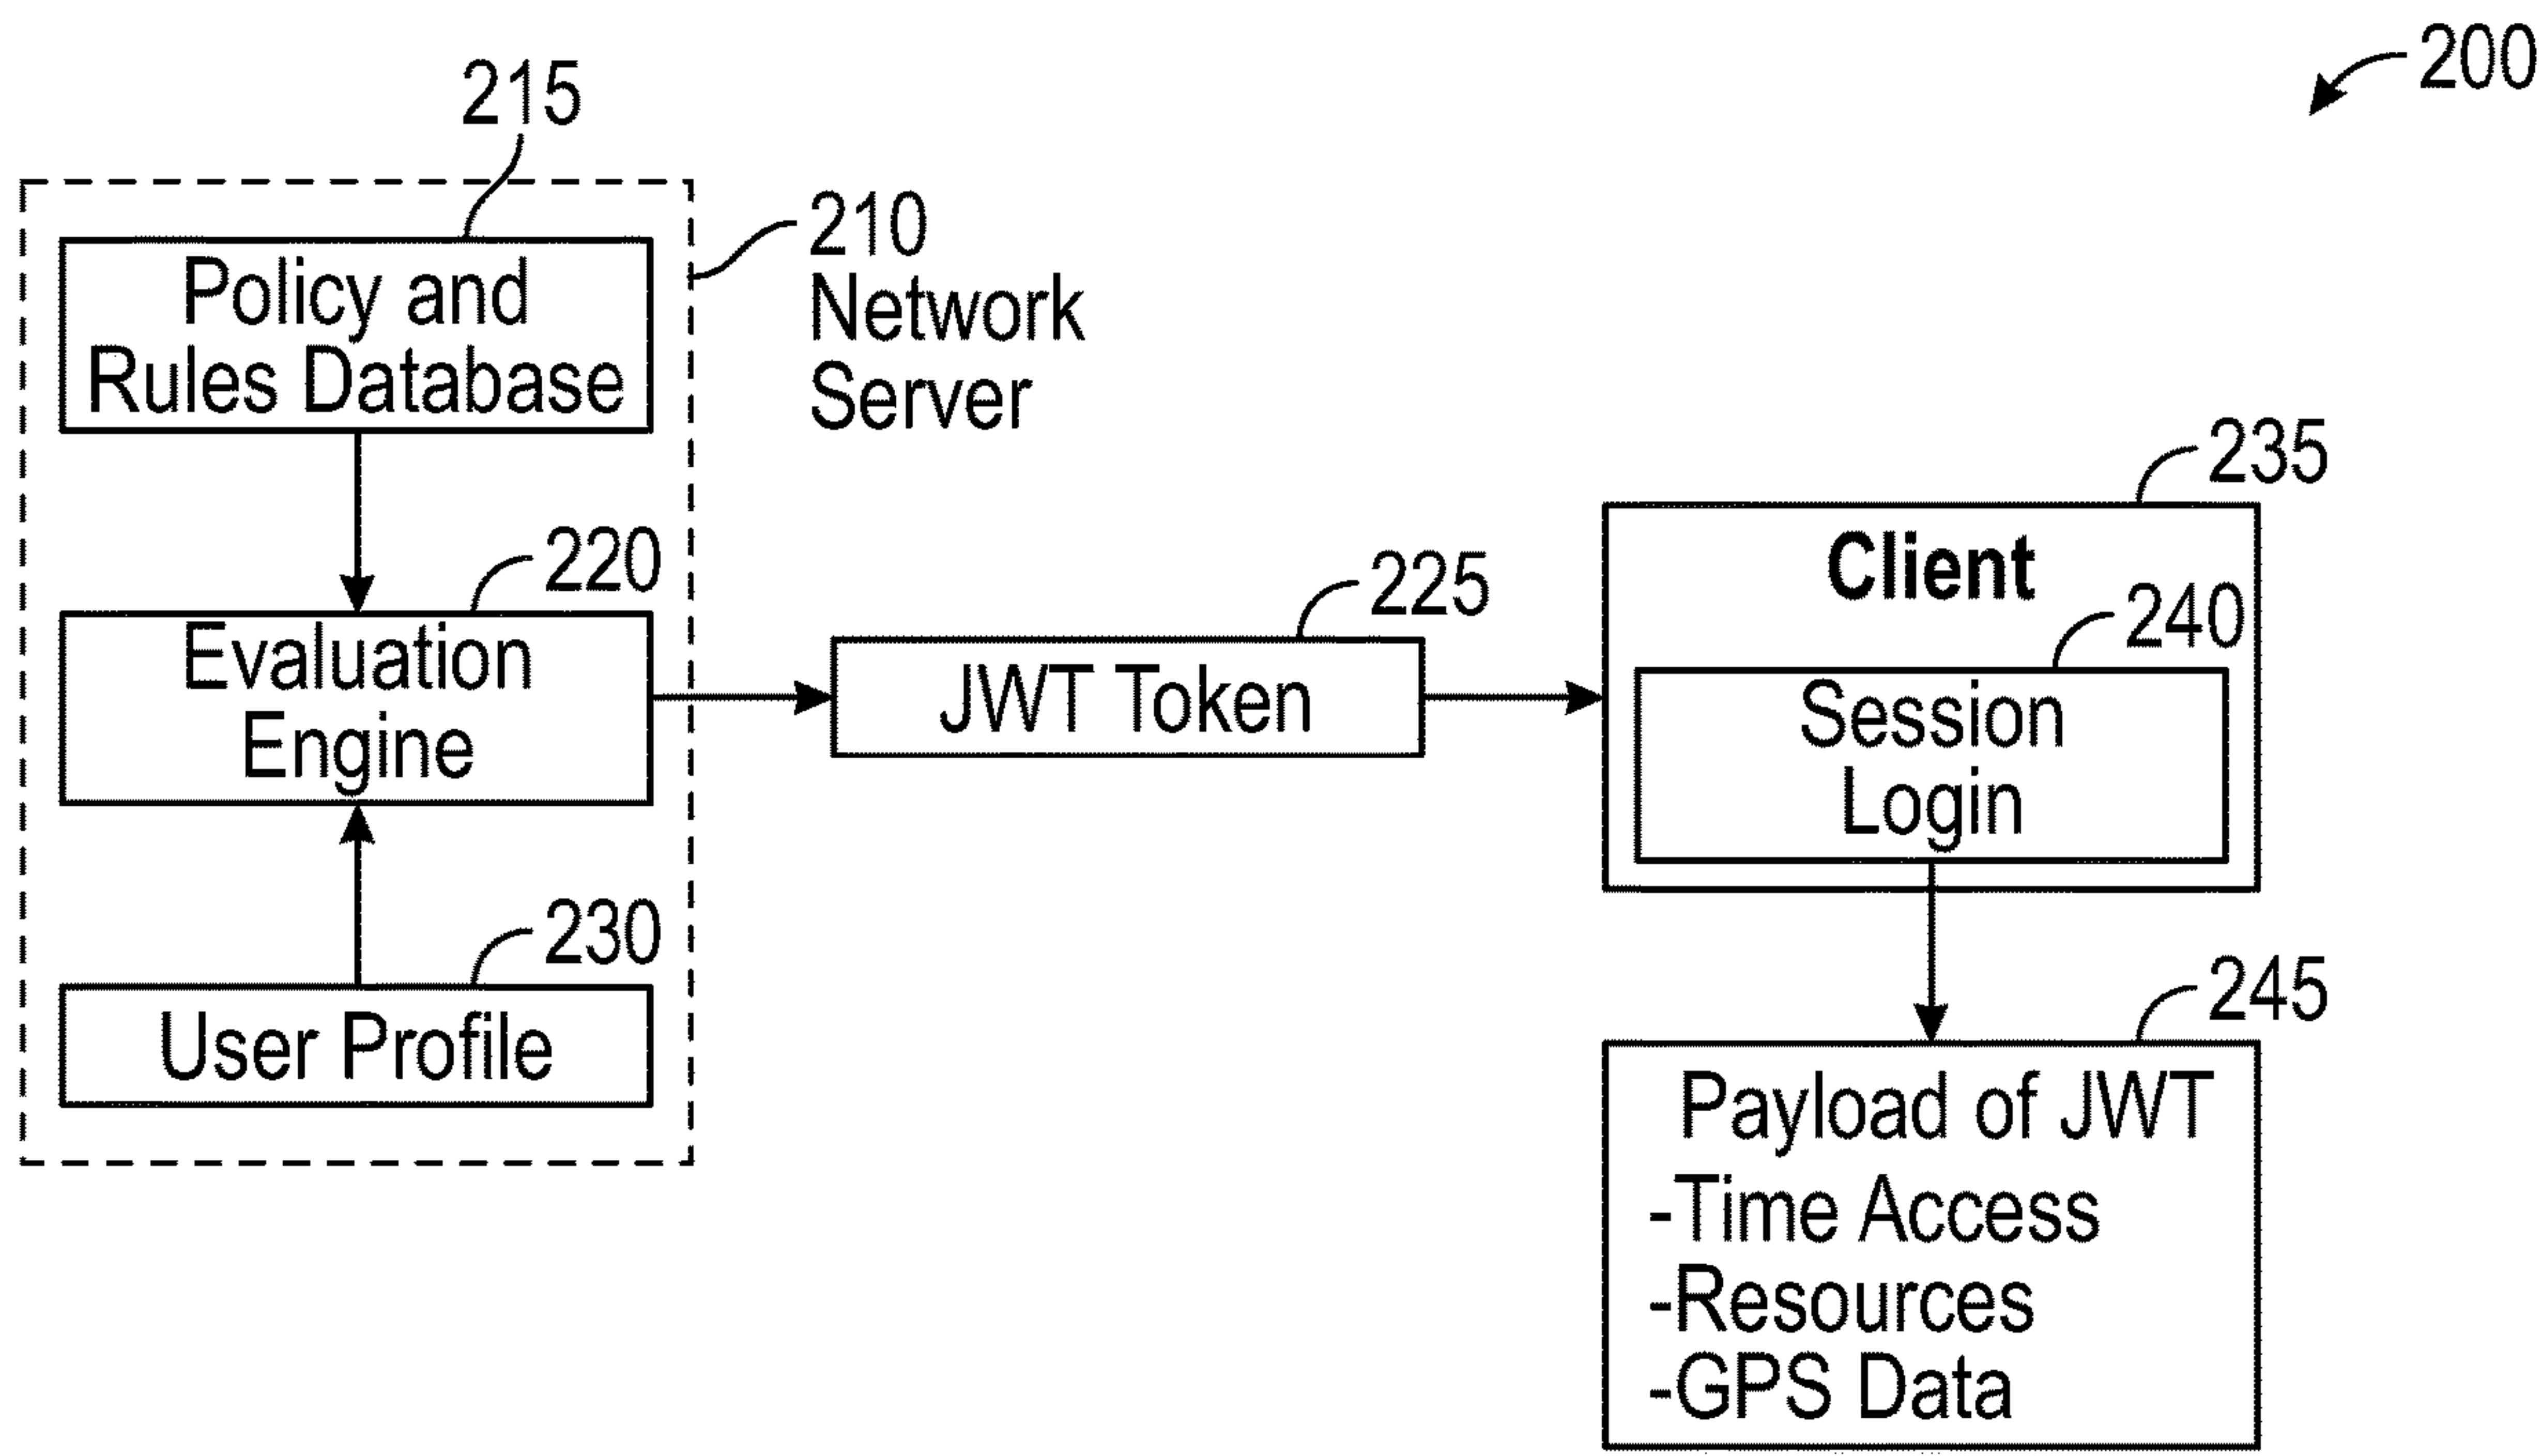 200
215
210
Network
Server
Policy and
Rules Database
220
Evaluation
Engine
230
User Profile
225
JWT Token
235
Client
240
Session
Login
245
Payload of JWT
-Time Access
-Resources
-GPS Data